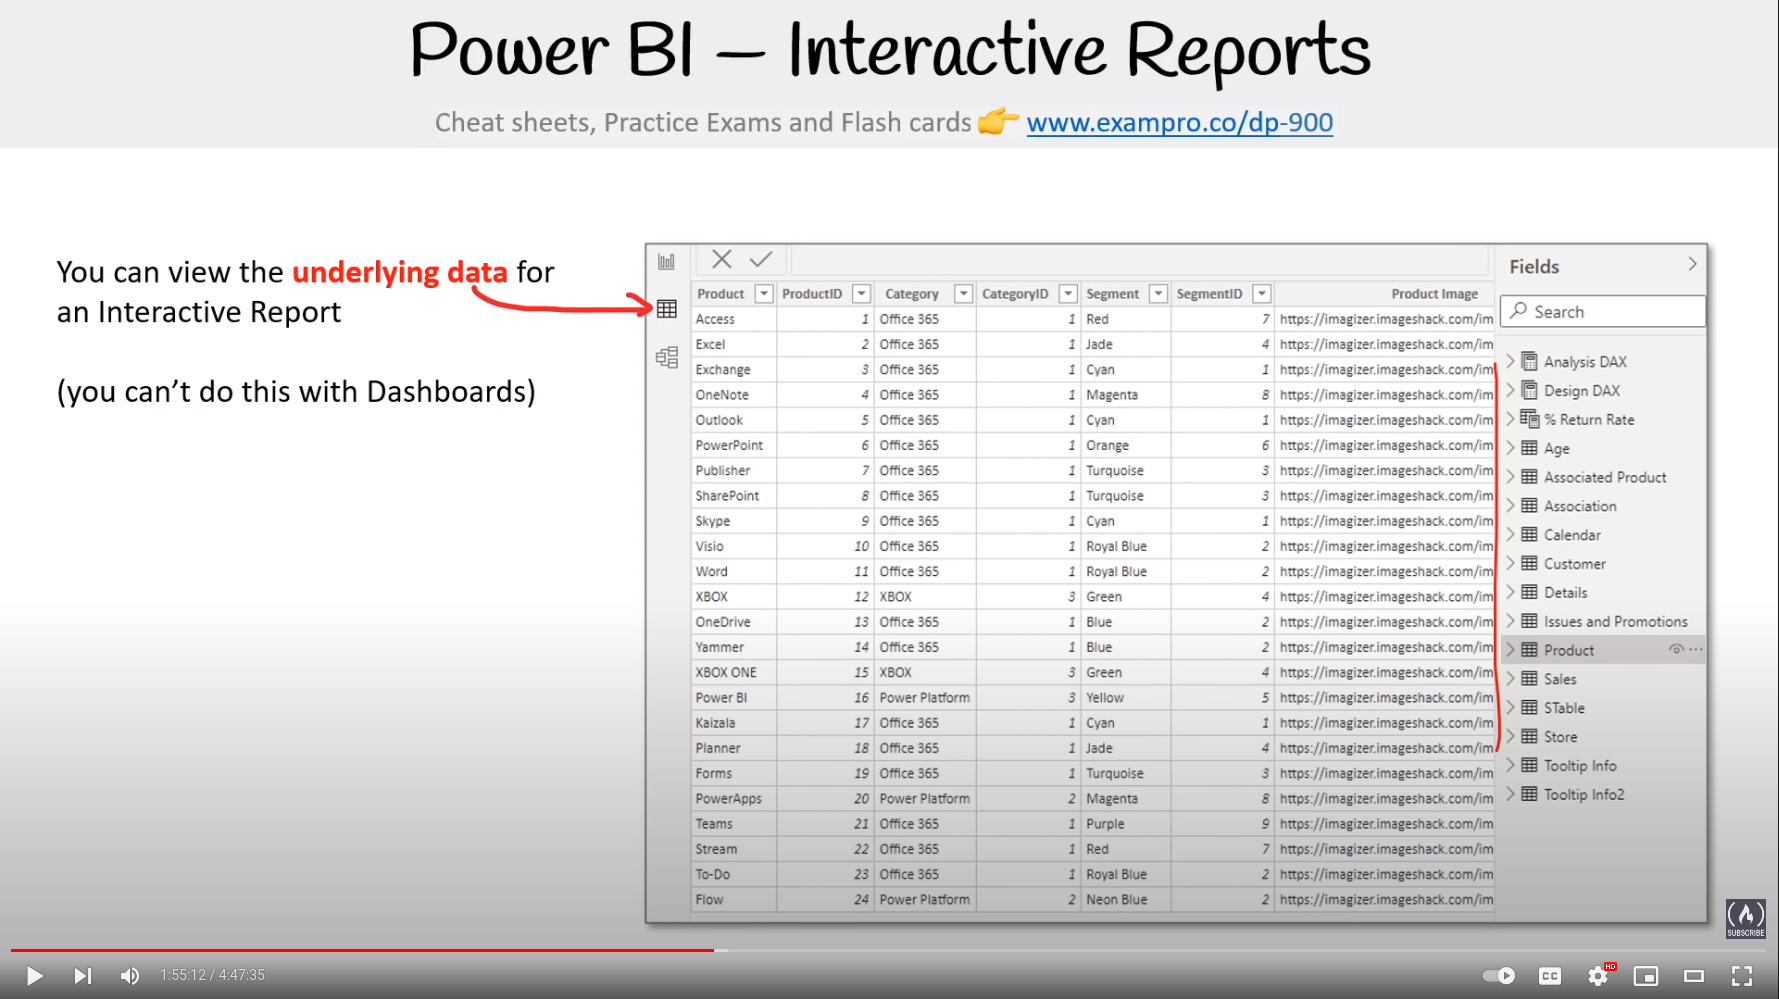 Power BI – Interactive Reports
Cheat sheets, Practice Exams and Flash cards 👉 www.exampro.co/dp-900
You can view the underlying data for
an Interactive Report
(you can't do this with Dashboards)
Product ProductID Category CategoryID Segment SegmentID Product Image
Access 1 Office 365 1 Red 7 https://imagizer.imageshack.com/im
Excel 2 Office 365 1 Jade 4 https://imagizer.imageshack.com/im
Exchange 3 Office 365 1 Cyan 1 https://imagizer.imageshack.com/im
OneNote 4 Office 365 1 Magenta 8 https://imagizer.imageshack.com/im
Outlook 5 Office 365 1 Cyan 1 https://imagizer.imageshack.com/im
PowerPoint 6 Office 365 1 Orange 6 https://imagizer.imageshack.com/im
Publisher 7 Office 365 1 Turquoise 3 https://imagizer.imageshack.com/im
SharePoint 8 Office 365 1 Turquoise 3 https://imagizer.imageshack.com/im
Skype 9 Office 365 1 Cyan 1 https://imagizer.imageshack.com/im
Visio 10 Office 365 1 Royal Blue 2 https://imagizer.imageshack.com/im
Word 11 Office 365 1 Royal Blue 2 https://imagizer.imageshack.com/im
XBOX 12 XBOX 3 Green 4 https://imagizer.imageshack.com/im
OneDrive 13 Office 365 1 Blue 2 https://imagizer.imageshack.com/im
Yammer 14 Office 365 1 Blue 2 https://imagizer.imageshack.com/im
XBOX ONE 15 XBOX 3 Green 4 https://imagizer.imageshack.com/im
Power BI 16 Power Platform 3 Yellow 5 https://imagizer.imageshack.com/im
Kaizala 17 Office 365 1 Cyan 1 https://imagizer.imageshack.com/im
Planner 18 Office 365 1 Jade 4 https://imagizer.imageshack.com/im
Forms 19 Office 365 1 Turquoise 3 https://imagizer.imageshack.com/im
PowerApps 20 Power Platform 2 Magenta 8 https://imagizer.imageshack.com/im
Teams 21 Office 365 1 Purple 9 https://imagizer.imageshack.com/im
Stream 22 Office 365 1 Red 7 https://imagizer.imageshack.com/im
To-Do 23 Office 365 1 Royal Blue 2 https://imagizer.imageshack.com/im
Flow 24 Power Platform 2 Neon Blue 2 https://imagizer.imageshack.com/im
Fields
Search
Analysis DAX
Design DAX
% Return Rate
Age
Associated Product
Association
Calendar
Customer
Details
Issues and Promotions
Product
Sales
STable
Store
Tooltip Info
Tooltip Info2
SUBSCRIBE
1:55:12 / 4:47:35
CC
HD